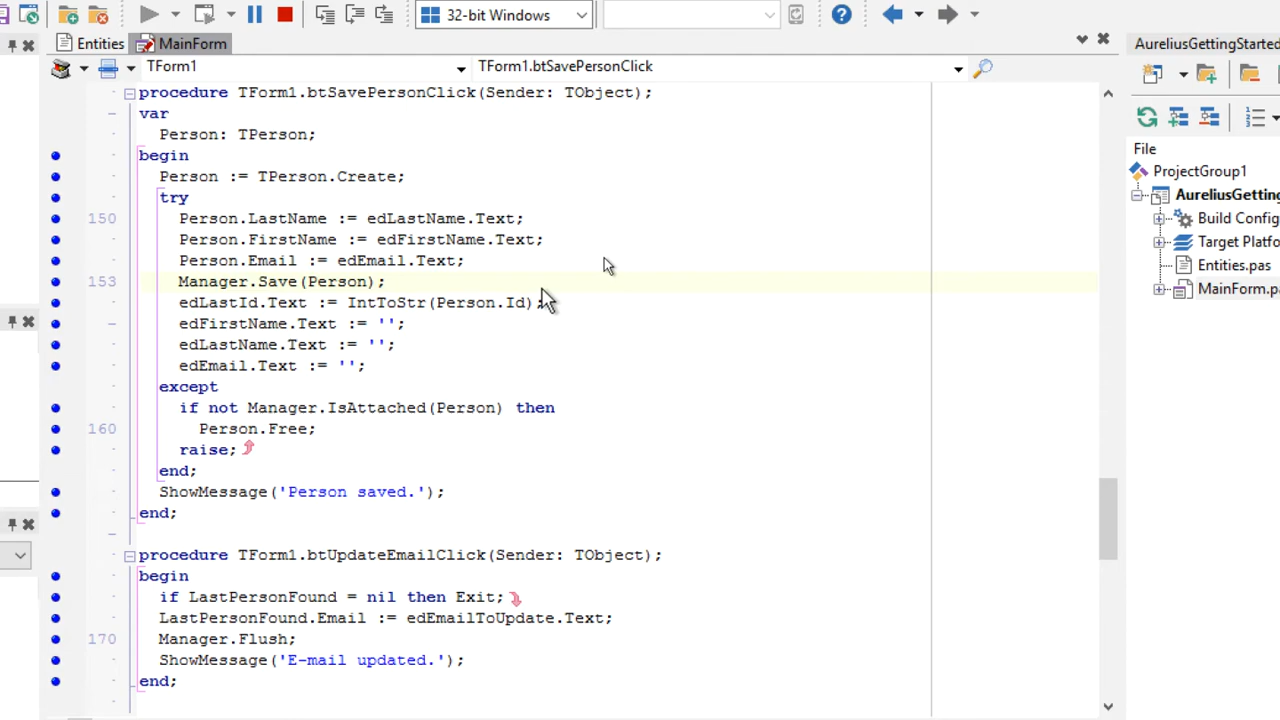 32-bit Windows
Entities
MainForm
AureliusGettingStarted
TForm1
TForm1.btSavePersonClick
procedure TForm1.btSavePersonClick(Sender: TObject);
var
Person: TPerson;
begin
Person := TPerson.Create;
try
150 Person.LastName := edLastName.Text;
Person.FirstName := edFirstName.Text;
Person.Email := edEmail.Text;
153 Manager.Save(Person);
edLastId.Text := IntToStr(Person.Id);
edFirstName.Text := '';
edLastName.Text := '';
edEmail.Text := '';
except
if not Manager.IsAttached(Person) then
160 Person.Free;
raise;
end;
ShowMessage('Person saved.');
end;
procedure TForm1.btUpdateEmailClick(Sender: TObject);
begin
if LastPersonFound = nil then Exit;
LastPersonFound.Email := edEmailToUpdate.Text;
170 Manager.Flush;
ShowMessage('E-mail updated.');
end;
File
ProjectGroup1
AureliusGetting
Build Config
Target Platfo
Entities.pas
MainForm.pa